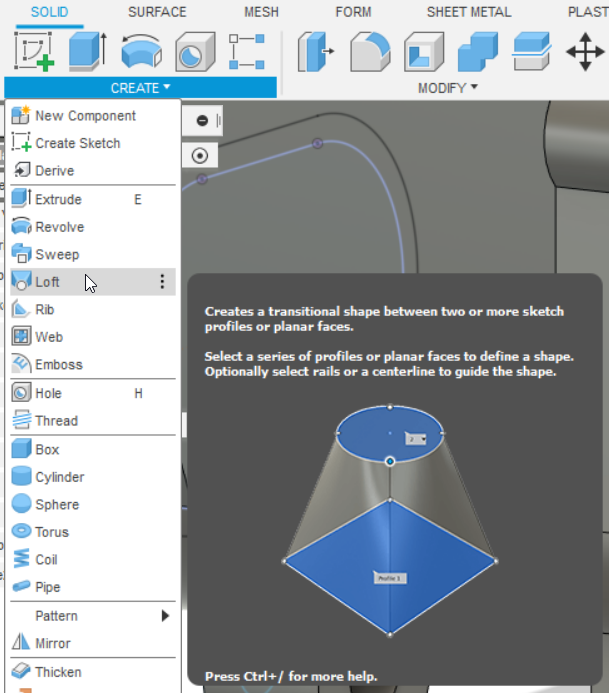 SOLID
SURFACE
MESH
FORM
SHEET METAL
PLAST
CREATE
MODIFY
New Component
Create Sketch
Derive
Extrude E
Revolve
Sweep
Loft
Rib
Web
Emboss
Hole H
Thread
Box
Cylinder
Sphere
Torus
Coil
Pipe
Pattern
Mirror
Thicken
Creates a transitional shape between two or more sketch
profiles or planar faces.
Select a series of profiles or planar faces to define a shape.
Optionally select rails or a centerline to guide the shape.
2
Profile 1
Press Ctrl+/ for more help.